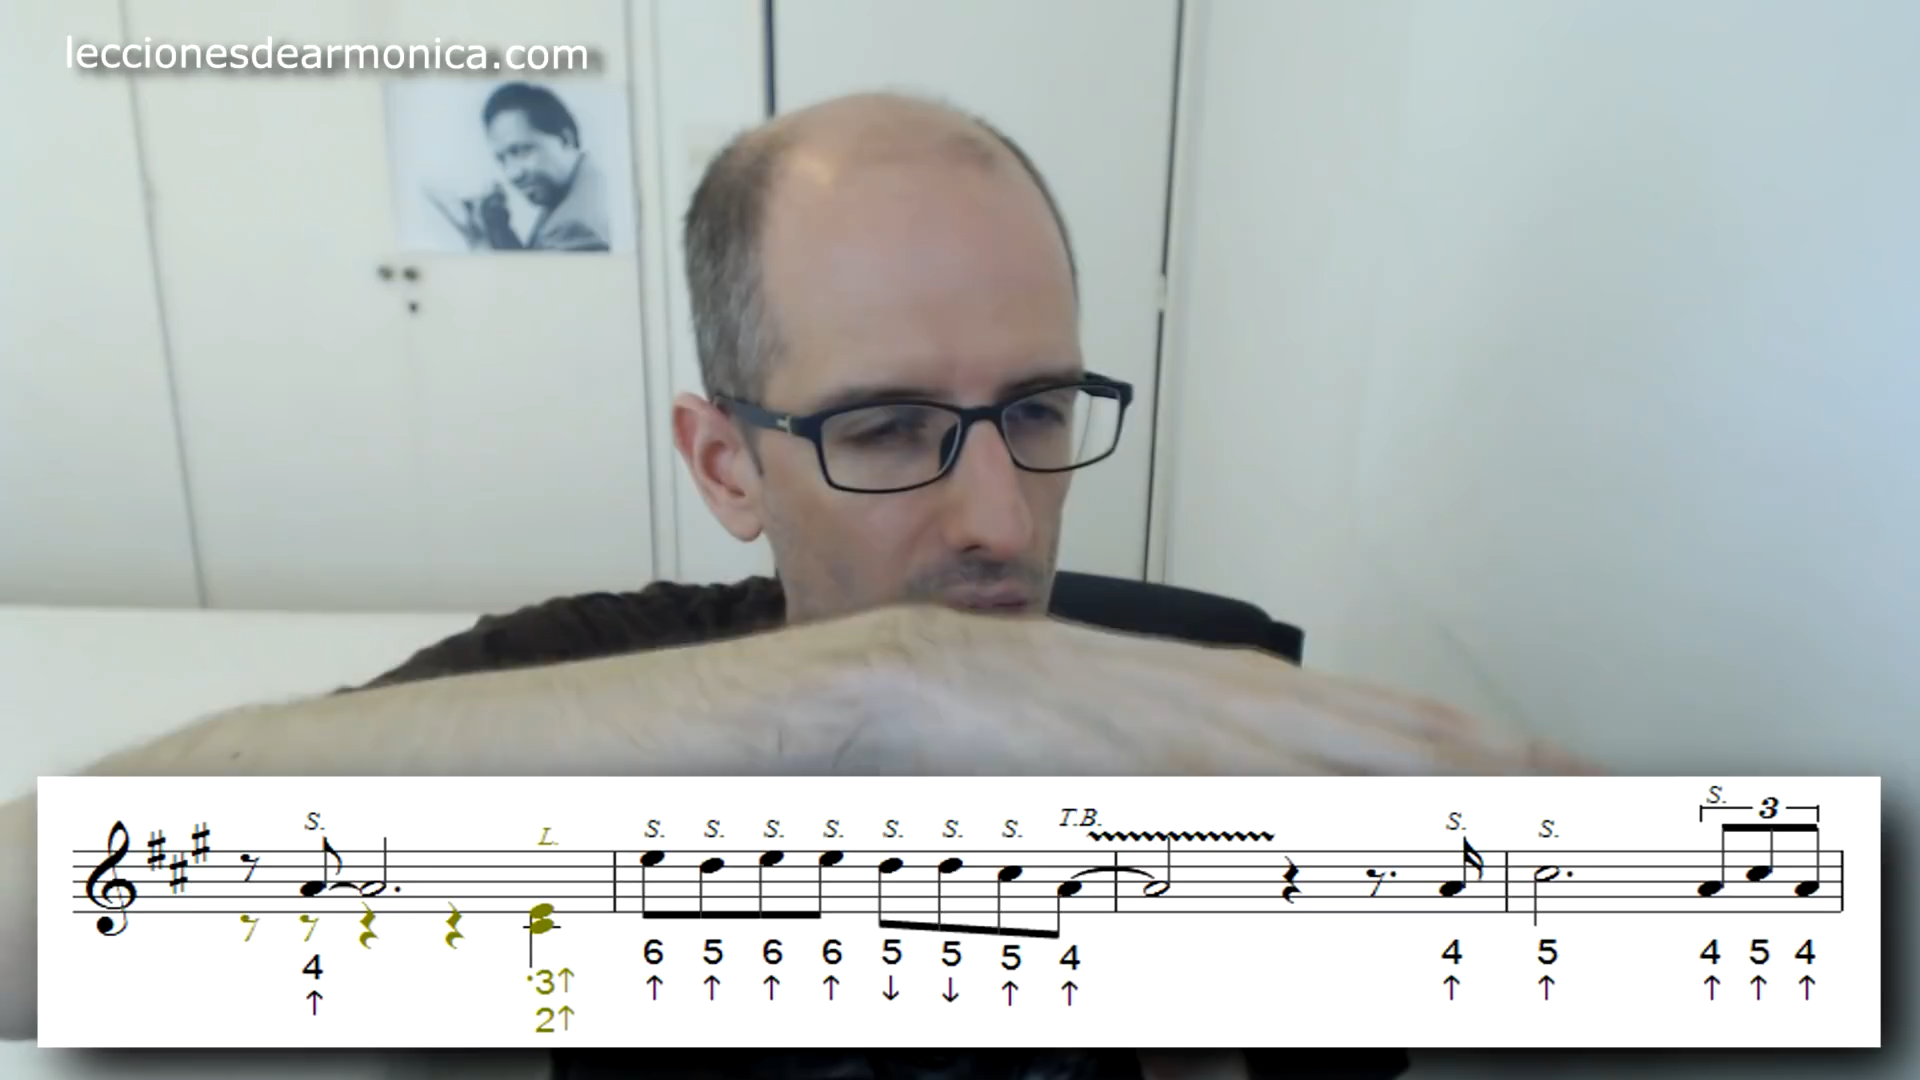 leccionesdearmonica.com
S. L. S. S. S. S. S. S. S. T.B. S. S. S. 3
4 ·3↑ 6 5 6 6 5 5 5 4 4 5 4 5 4
↑ 2↑ ↑ ↑ ↑ ↑ ↓ ↓ ↑ ↑ ↑ ↑ ↑ ↑ ↑